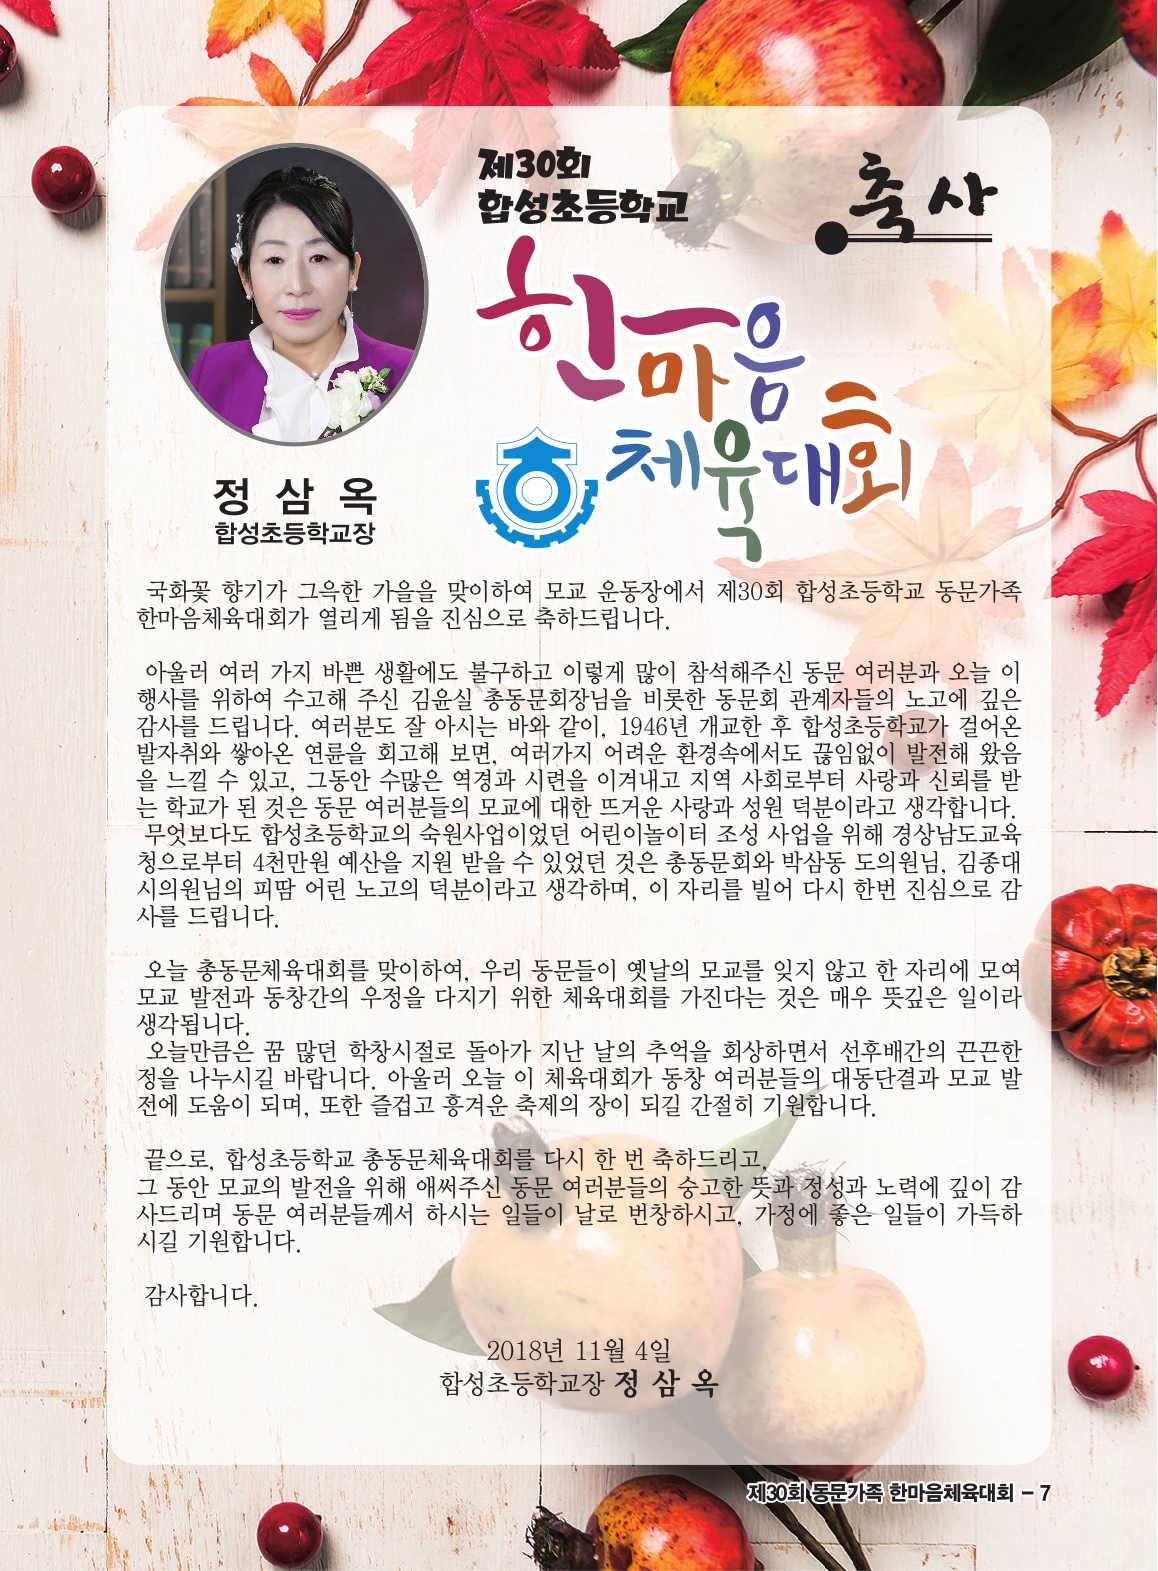 제30회
합성초등학교
축사
한마음
체육대회
정 삼 옥
합성초등학교장
국화꽃 향기가 그윽한 가을을 맞이하여 모교 운동장에서 제30회 합성초등학교 동문가족
한마음체육대회가 열리게 됨을 진심으로 축하드립니다.
아울러 여러 가지 바쁜 생활에도 불구하고 이렇게 많이 참석해주신 동문 여러분과 오늘 이
행사를 위하여 수고해 주신 김윤실 총동문회장님을 비롯한 동문회 관계자들의 노고에 깊은
감사를 드립니다. 여러분도 잘 아시는 바와 같이, 1946년 개교한 후 합성초등학교가 걸어온
발자취와 쌓아온 연륜을 회고해 보면, 여러가지 어려운 환경속에서도 끊임없이 발전해 왔음
을 느낄 수 있고, 그동안 수많은 역경과 시련을 이겨내고 지역 사회로부터 사랑과 신뢰를 받
는 학교가 된 것은 동문 여러분들의 모교에 대한 뜨거운 사랑과 성원 덕분이라고 생각합니다.
무엇보다도 합성초등학교의 숙원사업이었던 어린이놀이터 조성 사업을 위해 경상남도교육
청으로부터 4천만원 예산을 지원 받을 수 있었던 것은 총동문회와 박삼동 도의원님, 김종대
시의원님의 피땀 어린 노고의 덕분이라고 생각하며, 이 자리를 빌어 다시 한번 진심으로 감
사를 드립니다.
오늘 총동문체육대회를 맞이하여, 우리 동문들이 옛날의 모교를 잊지 않고 한 자리에 모여
모교 발전과 동창간의 우정을 다지기 위한 체육대회를 가진다는 것은 매우 뜻깊은 일이라
생각됩니다.
오늘만큼은 꿈 많던 학창시절로 돌아가 지난 날의 추억을 회상하면서 선후배간의 끈끈한
정을 나누시길 바랍니다. 아울러 오늘 이 체육대회가 동창 여러분들의 대동단결과 모교 발
전에 도움이 되며, 또한 즐겁고 흥겨운 축제의 장이 되길 간절히 기원합니다.
끝으로, 합성초등학교 총동문체육대회를 다시 한 번 축하드리고,
그 동안 모교의 발전을 위해 애써주신 동문 여러분들의 숭고한 뜻과 정성과 노력에 깊이 감
사드리며 동문 여러분들께서 하시는 일들이 날로 번창하시고, 가정에 좋은 일들이 가득하
시길 기원합니다.
감사합니다.
2018년 11월 4일
합성초등학교장 정 삼 옥
제30회 동문가족 한마음체육대회 - 7